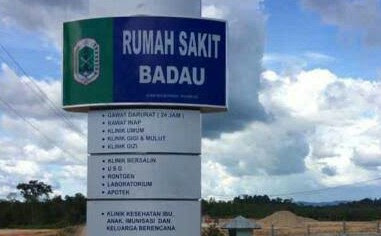 RUMAH SAKIT
BADAU
• GAWAT DARURAT ( 24 JAM )
• RAWAT INAP
• KLINIK UMUM
• KLINIK GIGI & MULUT
• KLINIK GIZI
• KLINIK BERSALIN
• U S G
• RONTGEN
• LABORATORIUM
• APOTEK
• KLINIK KESEHATAN IBU,
ANAK, IMUNISASI DAN
KELUARGA BERENCANA